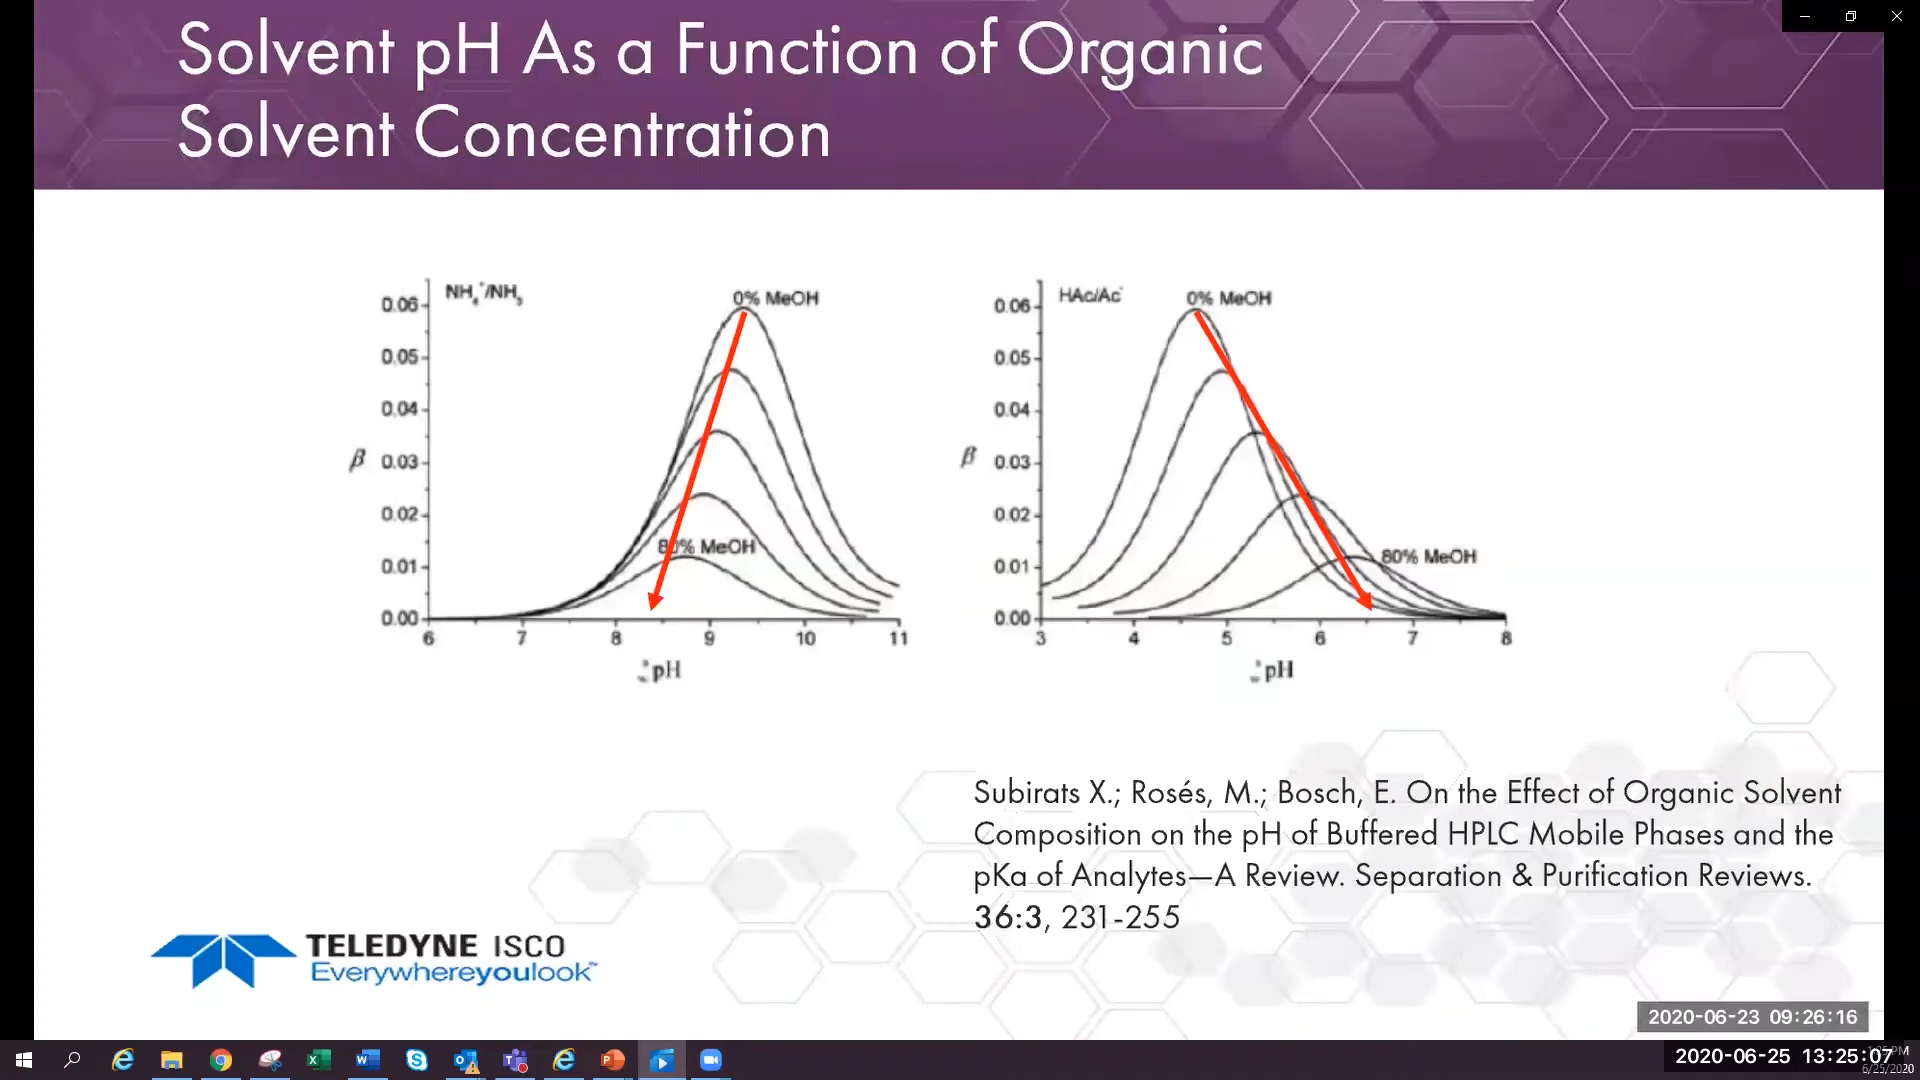 Solvent pH As a Function of Organic
Solvent Concentration
NH₄⁺/NH₃
0% MeOH
0.06
0.05
0.04
β 0.03
0.02
80% MeOH
0.01
0.00
6 7 8 9 10 11
pH
HAc/Ac⁻
0% MeOH
0.06
0.05
0.04
β 0.03
0.02
80% MeOH
0.01
0.00
3 4 5 6 7 8
pH
Subirats X.; Rosés, M.; Bosch, E. On the Effect of Organic Solvent
Composition on the pH of Buffered HPLC Mobile Phases and the
pKa of Analytes—A Review. Separation & Purification Reviews.
36:3, 231-255
TELEDYNE ISCO
Everywhereyoulook™
2020-06-23 09:26:16
2020-06-25 13:25:07
6/25/2020